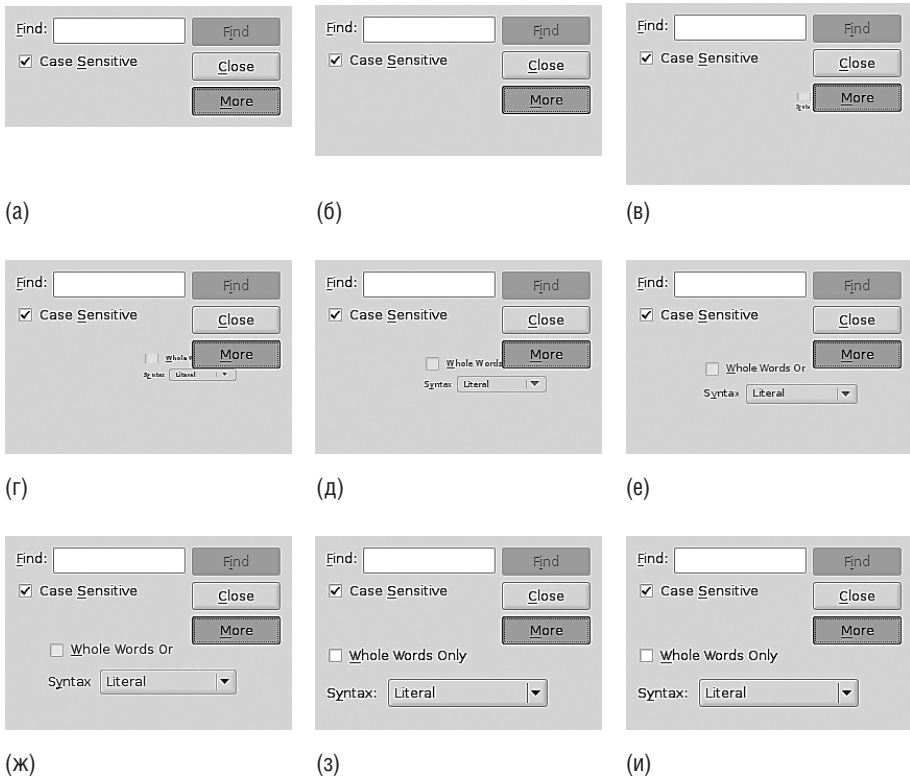 Find: Find
Case Sensitive
Close
More
(а)
Find: Find
Case Sensitive
Close
More
(б)
Find: Find
Case Sensitive
Close
More
(в)
Find: Find
Case Sensitive
Close
More
Whole
Syntax Literal
(г)
Find: Find
Case Sensitive
Close
More
Whole Words
Syntax Literal
(д)
Find: Find
Case Sensitive
Close
More
Whole Words Or
Syntax Literal
(е)
Find: Find
Case Sensitive
Close
More
Whole Words Or
Syntax Literal
(ж)
Find: Find
Case Sensitive
Close
More
Whole Words Only
Syntax: Literal
(з)
Find: Find
Case Sensitive
Close
More
Whole Words Only
Syntax: Literal
(и)